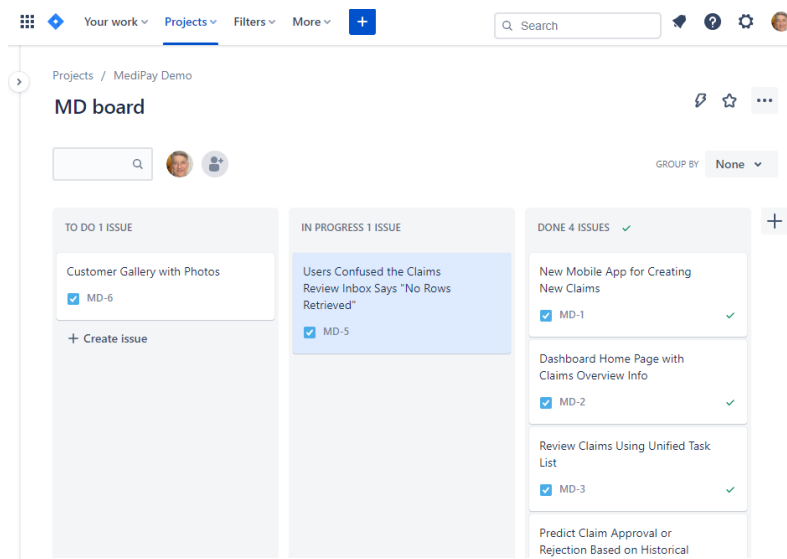 Your work Projects Filters More + Search
Projects / MediPay Demo
MD board
GROUP BY None
TO DO 1 ISSUE
Customer Gallery with Photos
MD-6
+ Create issue
IN PROGRESS 1 ISSUE
Users Confused the Claims
Review Inbox Says "No Rows
Retrieved"
MD-5
DONE 4 ISSUES
New Mobile App for Creating
New Claims
MD-1
Dashboard Home Page with
Claims Overview Info
MD-2
Review Claims Using Unified Task
List
MD-3
Predict Claim Approval or
Rejection Based on Historical